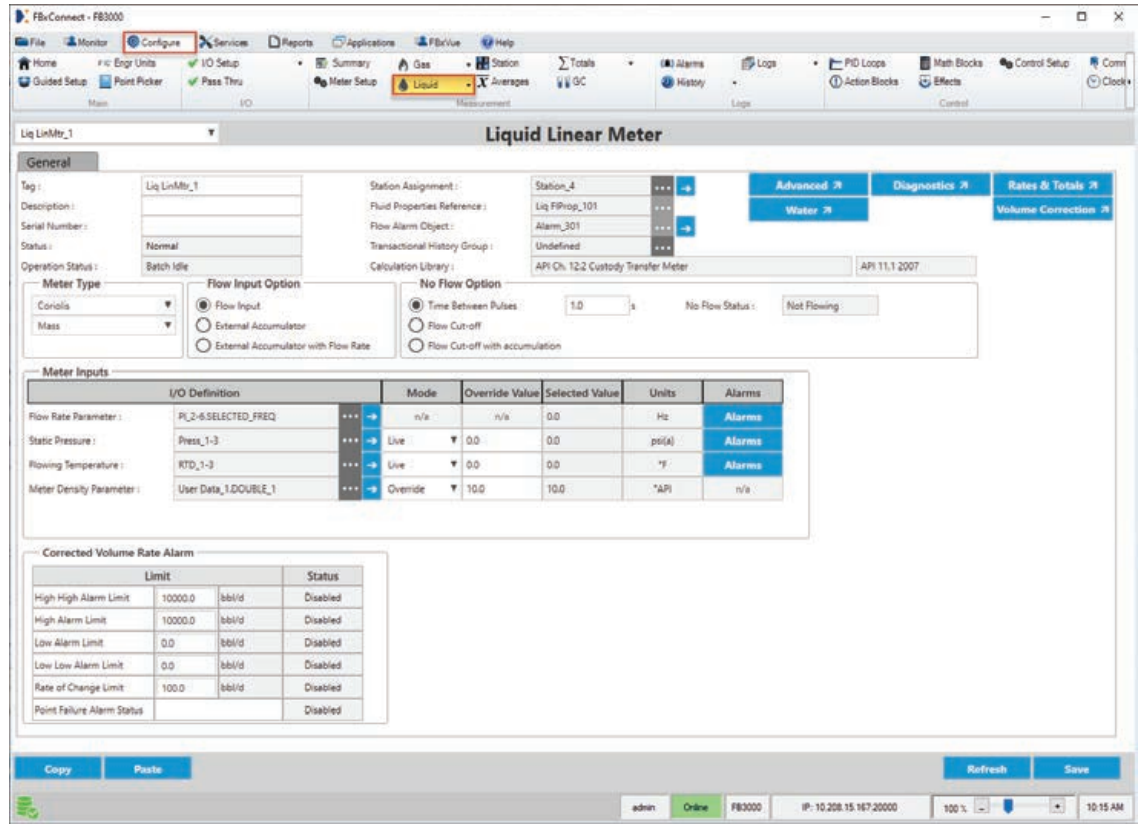 FBxConnect - FB3000
File Monitor Configure Services Reports Applications FBxVue Help
Home Engr Units I/O Setup Summary Gas Station Totals Alarms Logs PID Loops Math Blocks Control Setup Comm
Guided Setup Point Picker Pass Thru Meter Setup Liquid Averages GC History Action Blocks Effects Clock
Main I/O Measurement Logs Control
Liq LinMtr_1 Liquid Linear Meter
General
Tag : Liq LinMtr_1 Station Assignment : Station_4 Advanced Diagnostics Rates & Totals
Description : Fluid Properties Reference : Liq FlProp_101 Water Volume Correction
Serial Number : Flow Alarm Object : Alarm_301
Status : Normal Transactional History Group : Undefined
Operation Status : Batch Idle Calculation Library : API Ch. 12.2 Custody Transfer Meter API 11.1 2007
Meter Type Flow Input Option No Flow Option
Coriolis Flow Input Time Between Pulses 1.0 s No Flow Status : Not Flowing
Mass External Accumulator Flow Cut-off
External Accumulator with Flow Rate Flow Cut-off with accumulation
Meter Inputs
I/O Definition Mode Override Value Selected Value Units Alarms
Flow Rate Parameter : PI_2-6.SELECTED_FREQ ... n/a n/a 0.0 Hz Alarms
Static Pressure : Press_1-3 ... Live 0.0 0.0 psi(a) Alarms
Flowing Temperature : RTD_1-3 ... Live 0.0 0.0 °F Alarms
Meter Density Parameter : User Data_1.DOUBLE_1 ... Override 10.0 10.0 °API n/a
Corrected Volume Rate Alarm
Limit Status
High High Alarm Limit 10000.0 bbl/d Disabled
High Alarm Limit 10000.0 bbl/d Disabled
Low Alarm Limit 0.0 bbl/d Disabled
Low Low Alarm Limit 0.0 bbl/d Disabled
Rate of Change Limit 100.0 bbl/d Disabled
Point Failure Alarm Status Disabled
Copy Paste Refresh Save
admin Online FB3000 IP: 10.208.15.167:20000 100 % - + 10:15 AM